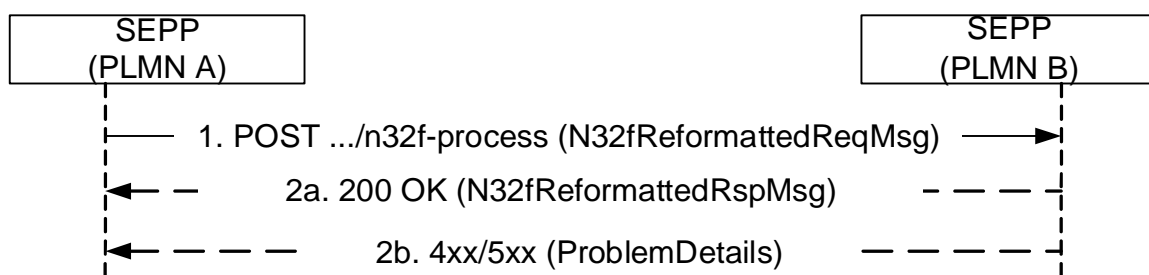 SEPP
(PLMN A)
SEPP
(PLMN B)
1. POST .../n32f-process (N32fReformattedReqMsg)
2a. 200 OK (N32fReformattedRspMsg)
2b. 4xx/5xx (ProblemDetails)